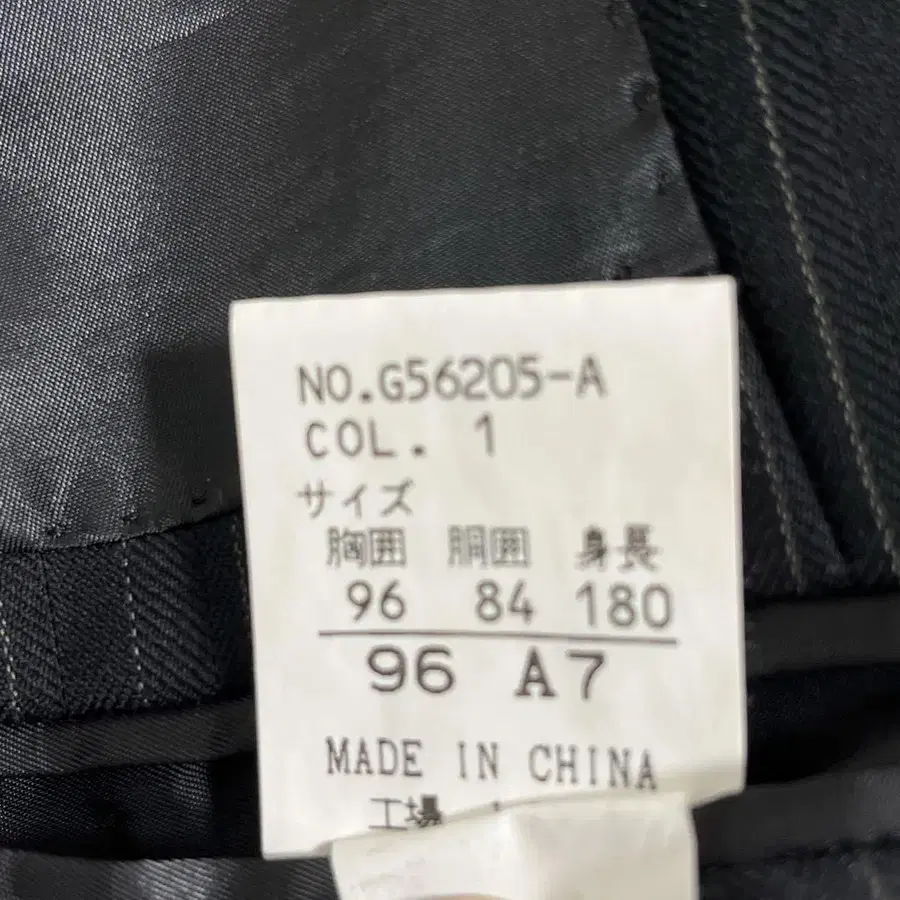 NO.G56205-A
COL. 1
サイズ
胸囲 胴囲 身長
96 84 180
96 A7
MADE IN CHINA
工場